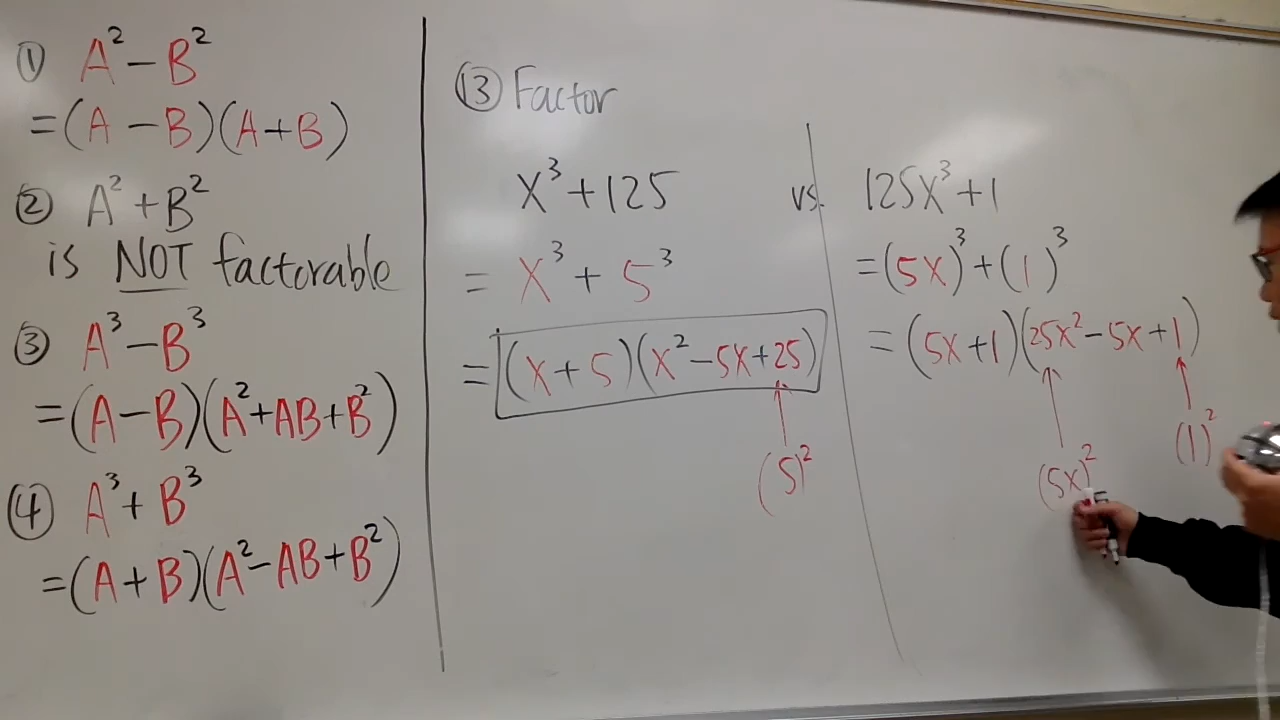 ① A² − B²
= (A − B)(A + B)
② A² + B²
is NOT factorable
③ A³ − B³
= (A − B)(A² + AB + B²)
④ A³ + B³
= (A + B)(A² − AB + B²)
⑬ Factor
x³ + 125
= x³ + 5³
= (x + 5)(x² − 5x + 25)
(5)²
vs.
125x³ + 1
= (5x)³ + (1)³
= (5x + 1)(25x² − 5x + 1)
(1)²
(5x)²